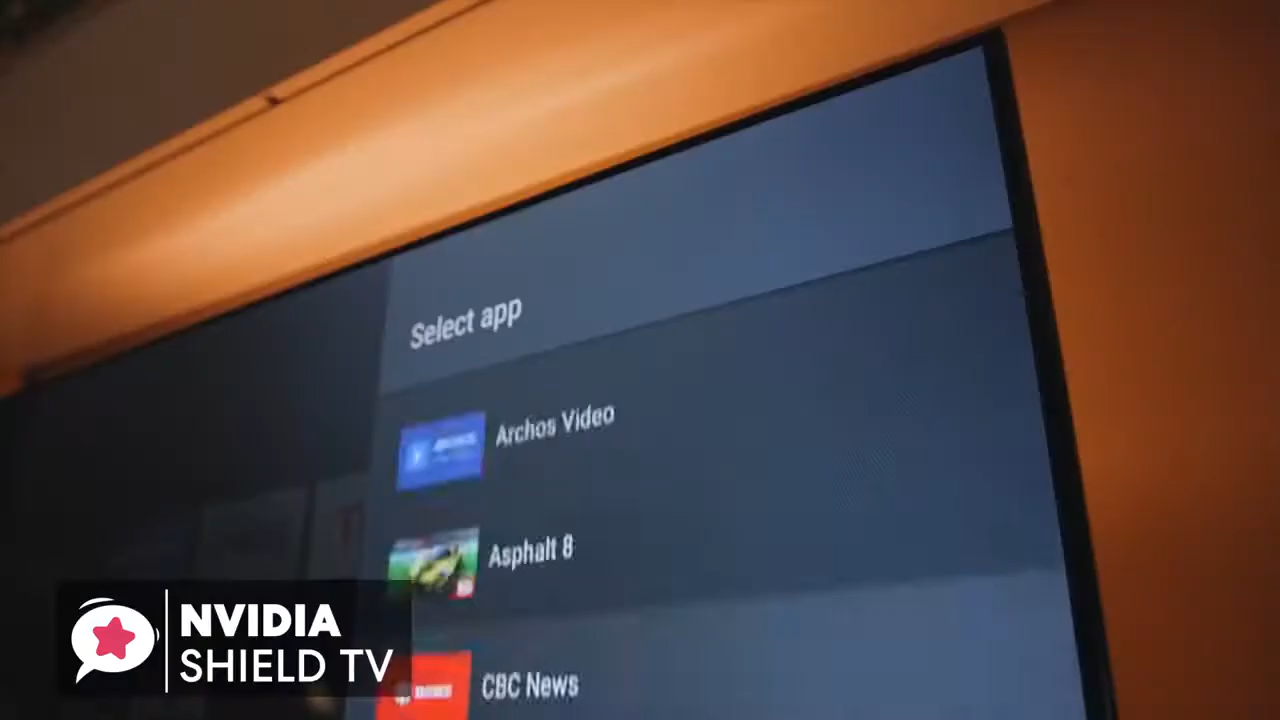 Select app
Archos Video
Asphalt 8
CBC News
NVIDIA
SHIELD TV